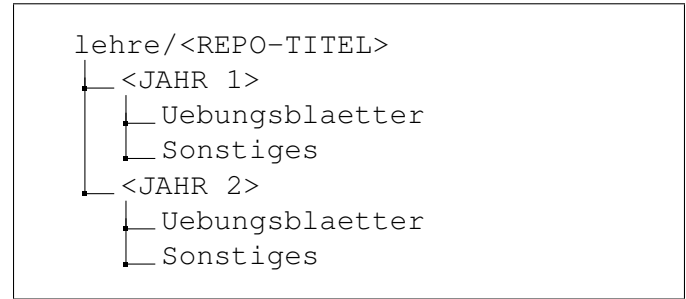 lehre/<REPO-TITEL>
<JAHR 1>
Uebungsblaetter
Sonstiges
<JAHR 2>
Uebungsblaetter
Sonstiges